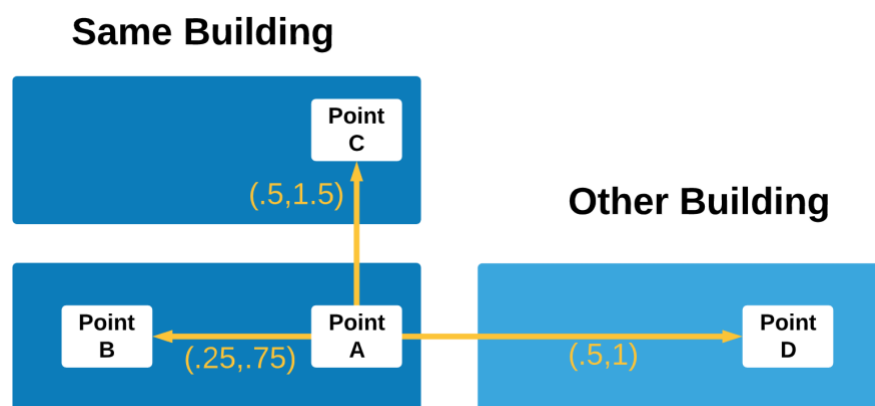 Same Building
Point
C
(.5,1.5)
Other Building
Point
B
Point
A
Point
D
(.25,.75)
(.5,1)